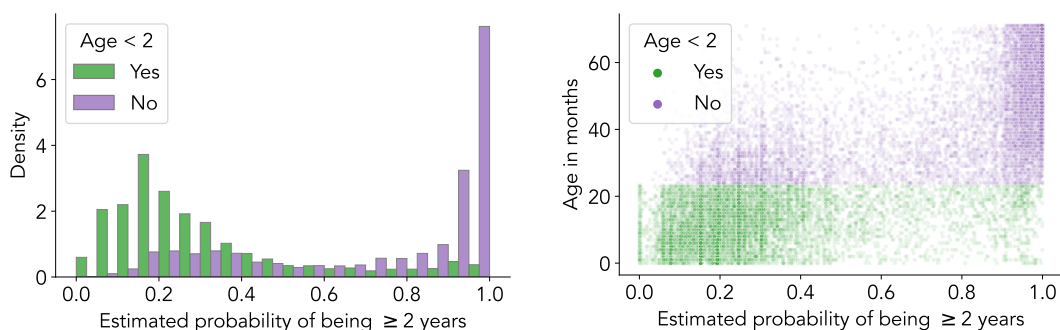 Age < 2
Yes
No
Density
6
4
2
0
0.0 0.2 0.4 0.6 0.8 1.0
Estimated probability of being ≥ 2 years
Age < 2
Yes
No
Age in months
60
40
20
0
0.0 0.2 0.4 0.6 0.8 1.0
Estimated probability of being ≥ 2 years